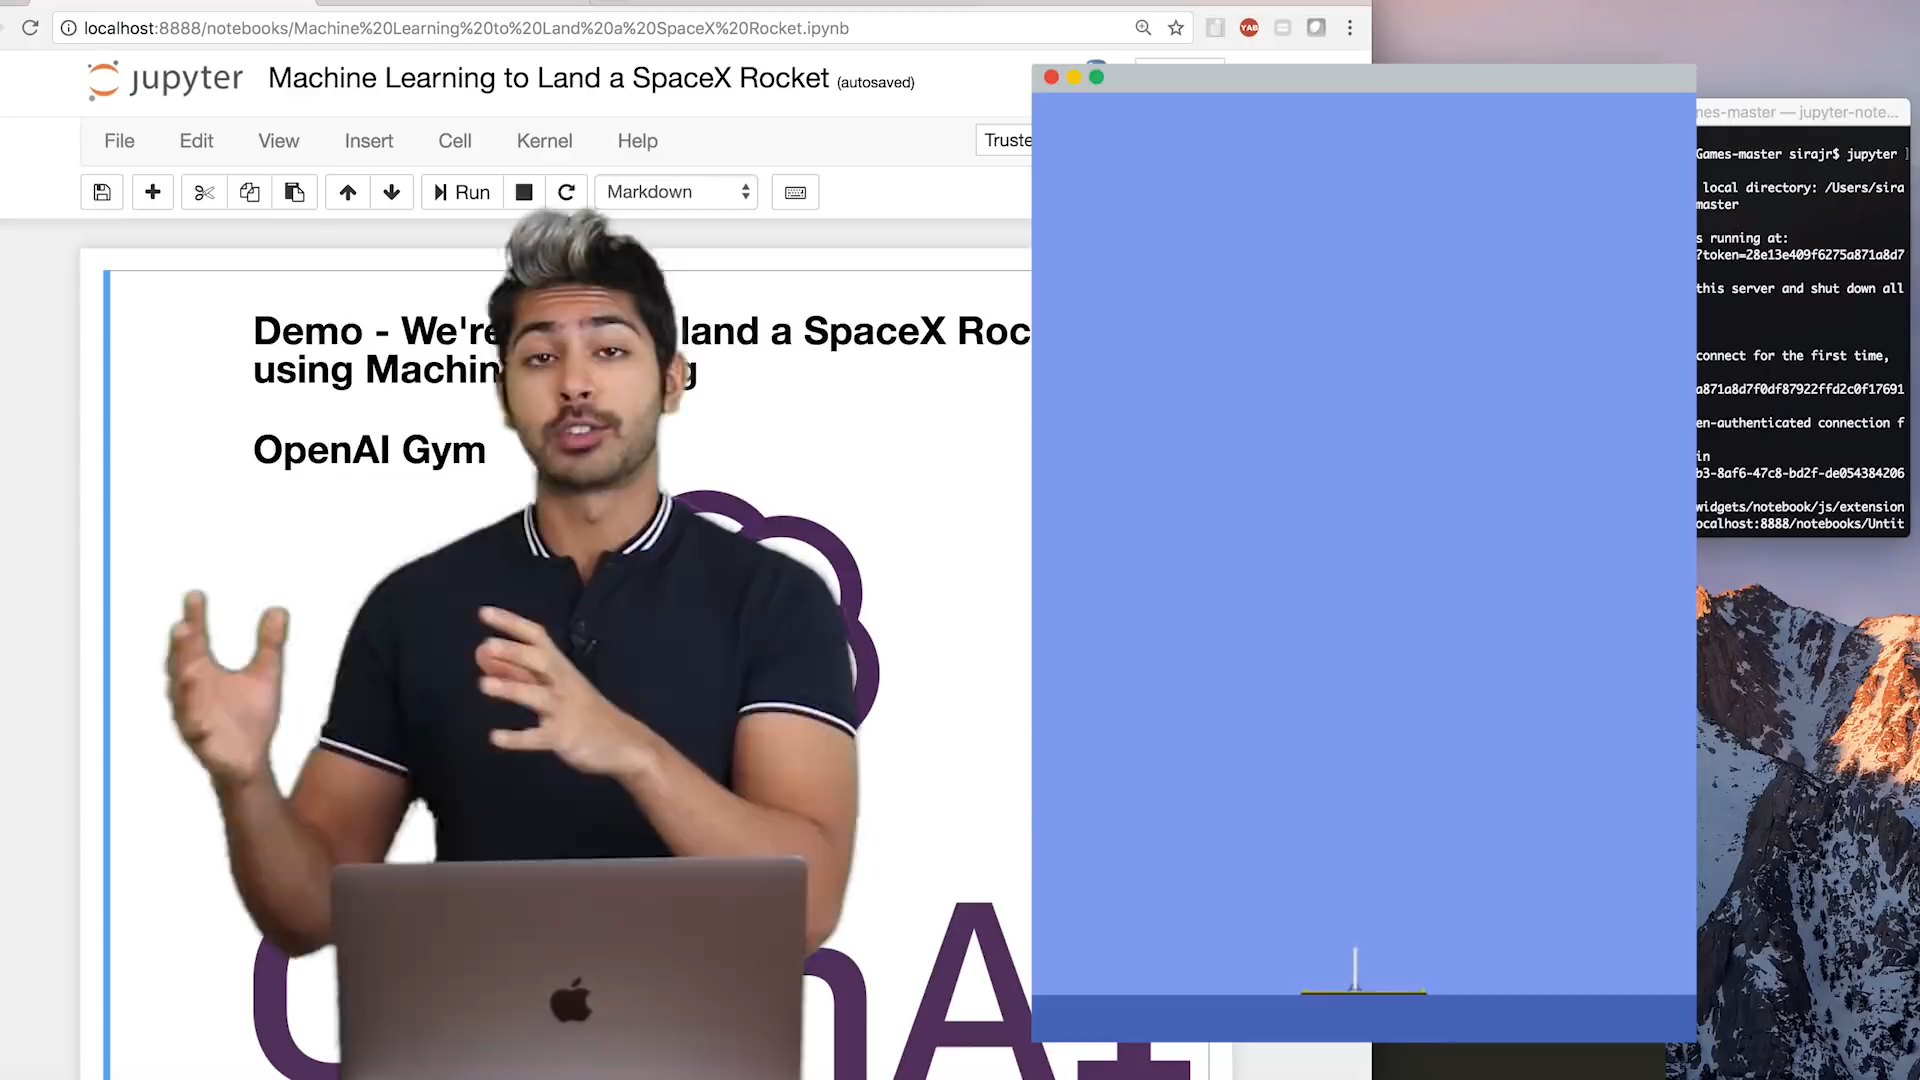 localhost:8888/notebooks/Machine%20Learning%20to%20Land%20a%20SpaceX%20Rocket.ipynb
YAB
jupyter Machine Learning to Land a SpaceX Rocket (autosaved)
File Edit View Insert Cell Kernel Help Truste
Run Markdown
Demo - We're land a SpaceX Roc
using Machin g
OpenAI Gym
nAI
mes-master — jupyter-note...
Games-master sirajr$ jupyter
local directory: /Users/sira
master
s running at:
?token=28e13e409f6275a871a8d7
this server and shut down all
connect for the first time,
a871a8d7f0df87922ffd2c0f17691
en-authenticated connection f
in
b3-8af6-47c8-bd2f-de054384206
widgets/notebook/js/extension
ocalhost:8888/notebooks/Untit